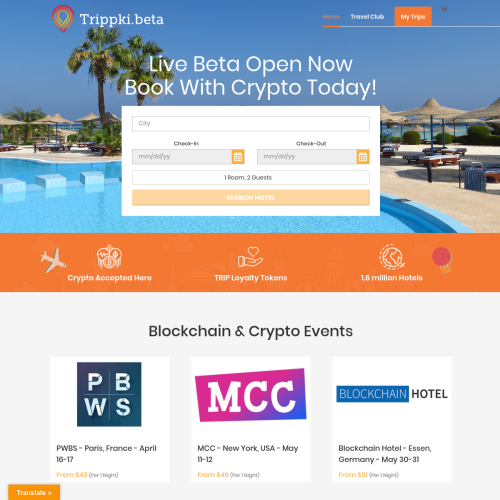 Trippki.beta
Home
Travel Club
My Trips
Live Beta Open Now
Book With Crypto Today!
City
Check-In
Check-Out
mm/dd/yy
mm/dd/yy
1 Room, 2 Guests
SEARCH HOTEL
Crypto Accepted Here
TRIP Loyalty Tokens
1.6 million Hotels
Blockchain & Crypto Events
P B
W S
MCC
BLOCKCHAIN HOTEL
PWBS - Paris, France - April
16-17
From $43 (Per 1 Night)
MCC - New York, USA - May
11-12
From $49 (Per 1 Night)
Blockchain Hotel - Essen,
Germany - May 30-31
From $51 (Per 1 Night)
Translate »